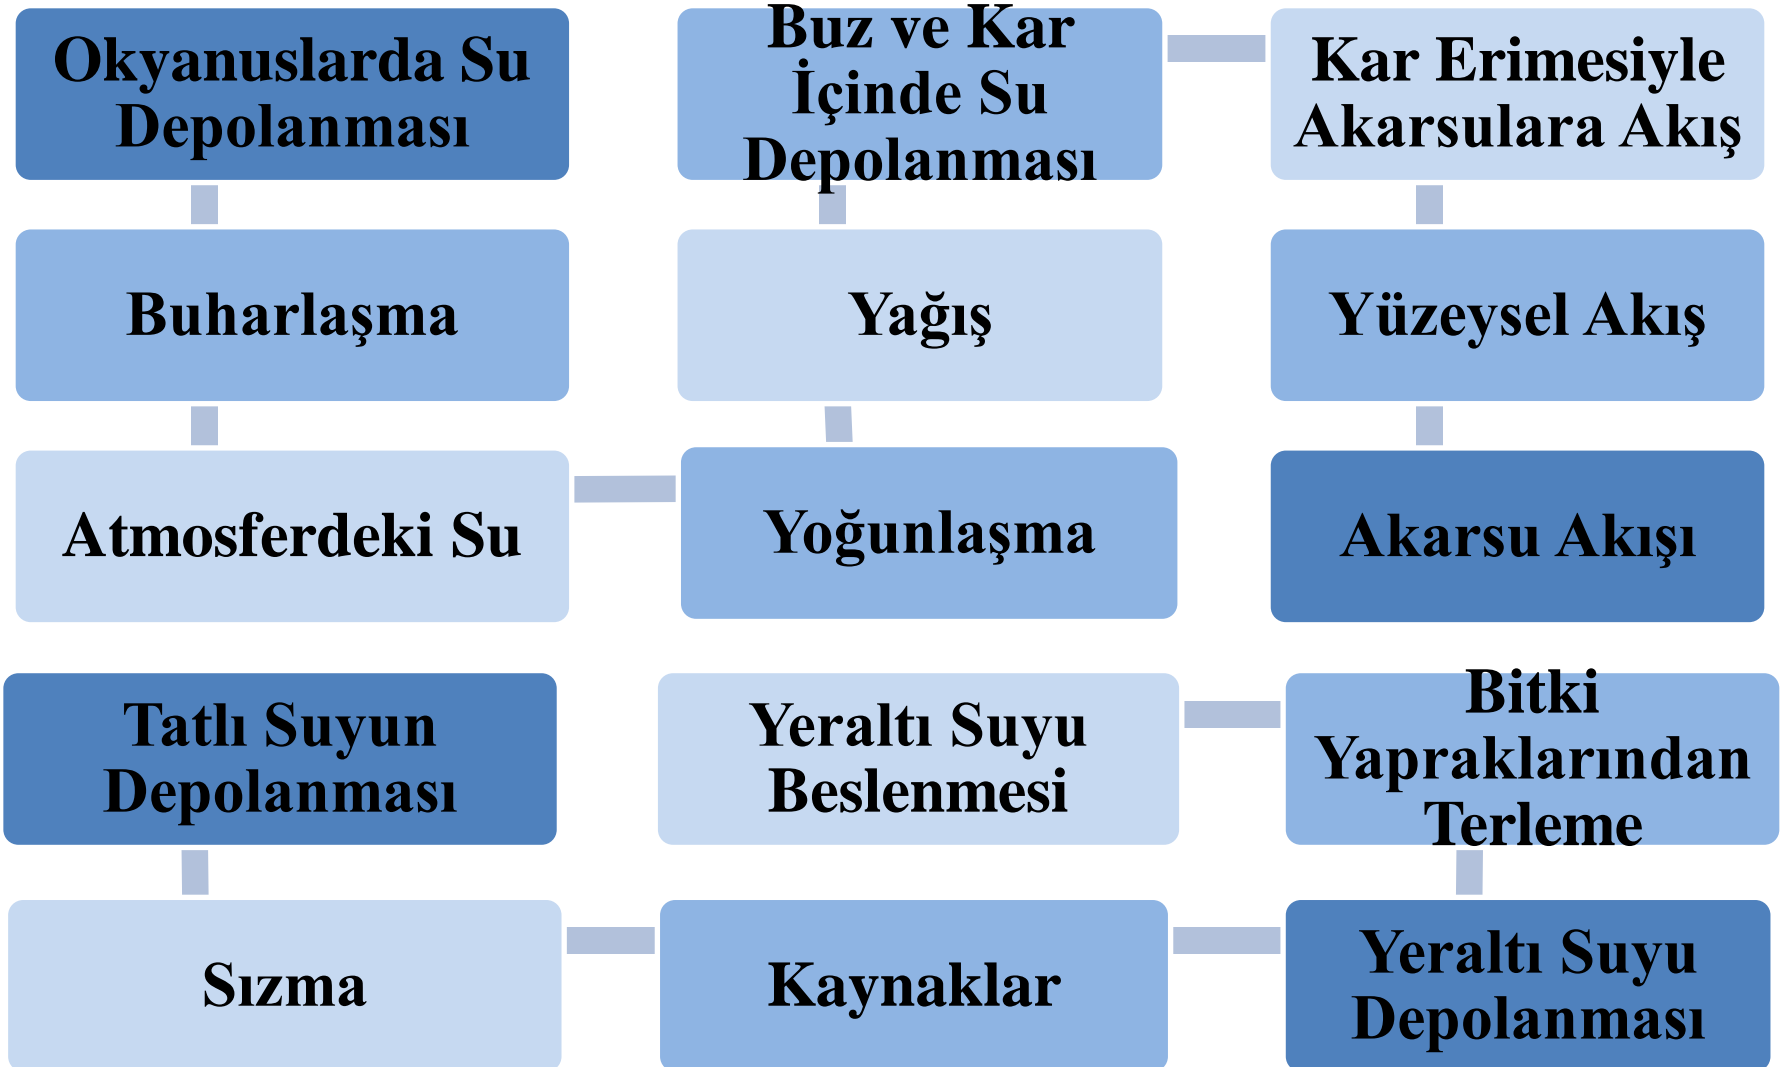 Okyanuslarda Su
Depolanması
Buharlaşma
Atmosferdeki Su
Yoğunlaşma
Yağış
Buz ve Kar
İçinde Su
Depolanması
Kar Erimesiyle
Akarsulara Akış
Yüzeysel Akış
Akarsu Akışı
Tatlı Suyun
Depolanması
Sızma
Kaynaklar
Yeraltı Suyu
Depolanması
Bitki
Yapraklarından
Terleme
Yeraltı Suyu
Beslenmesi